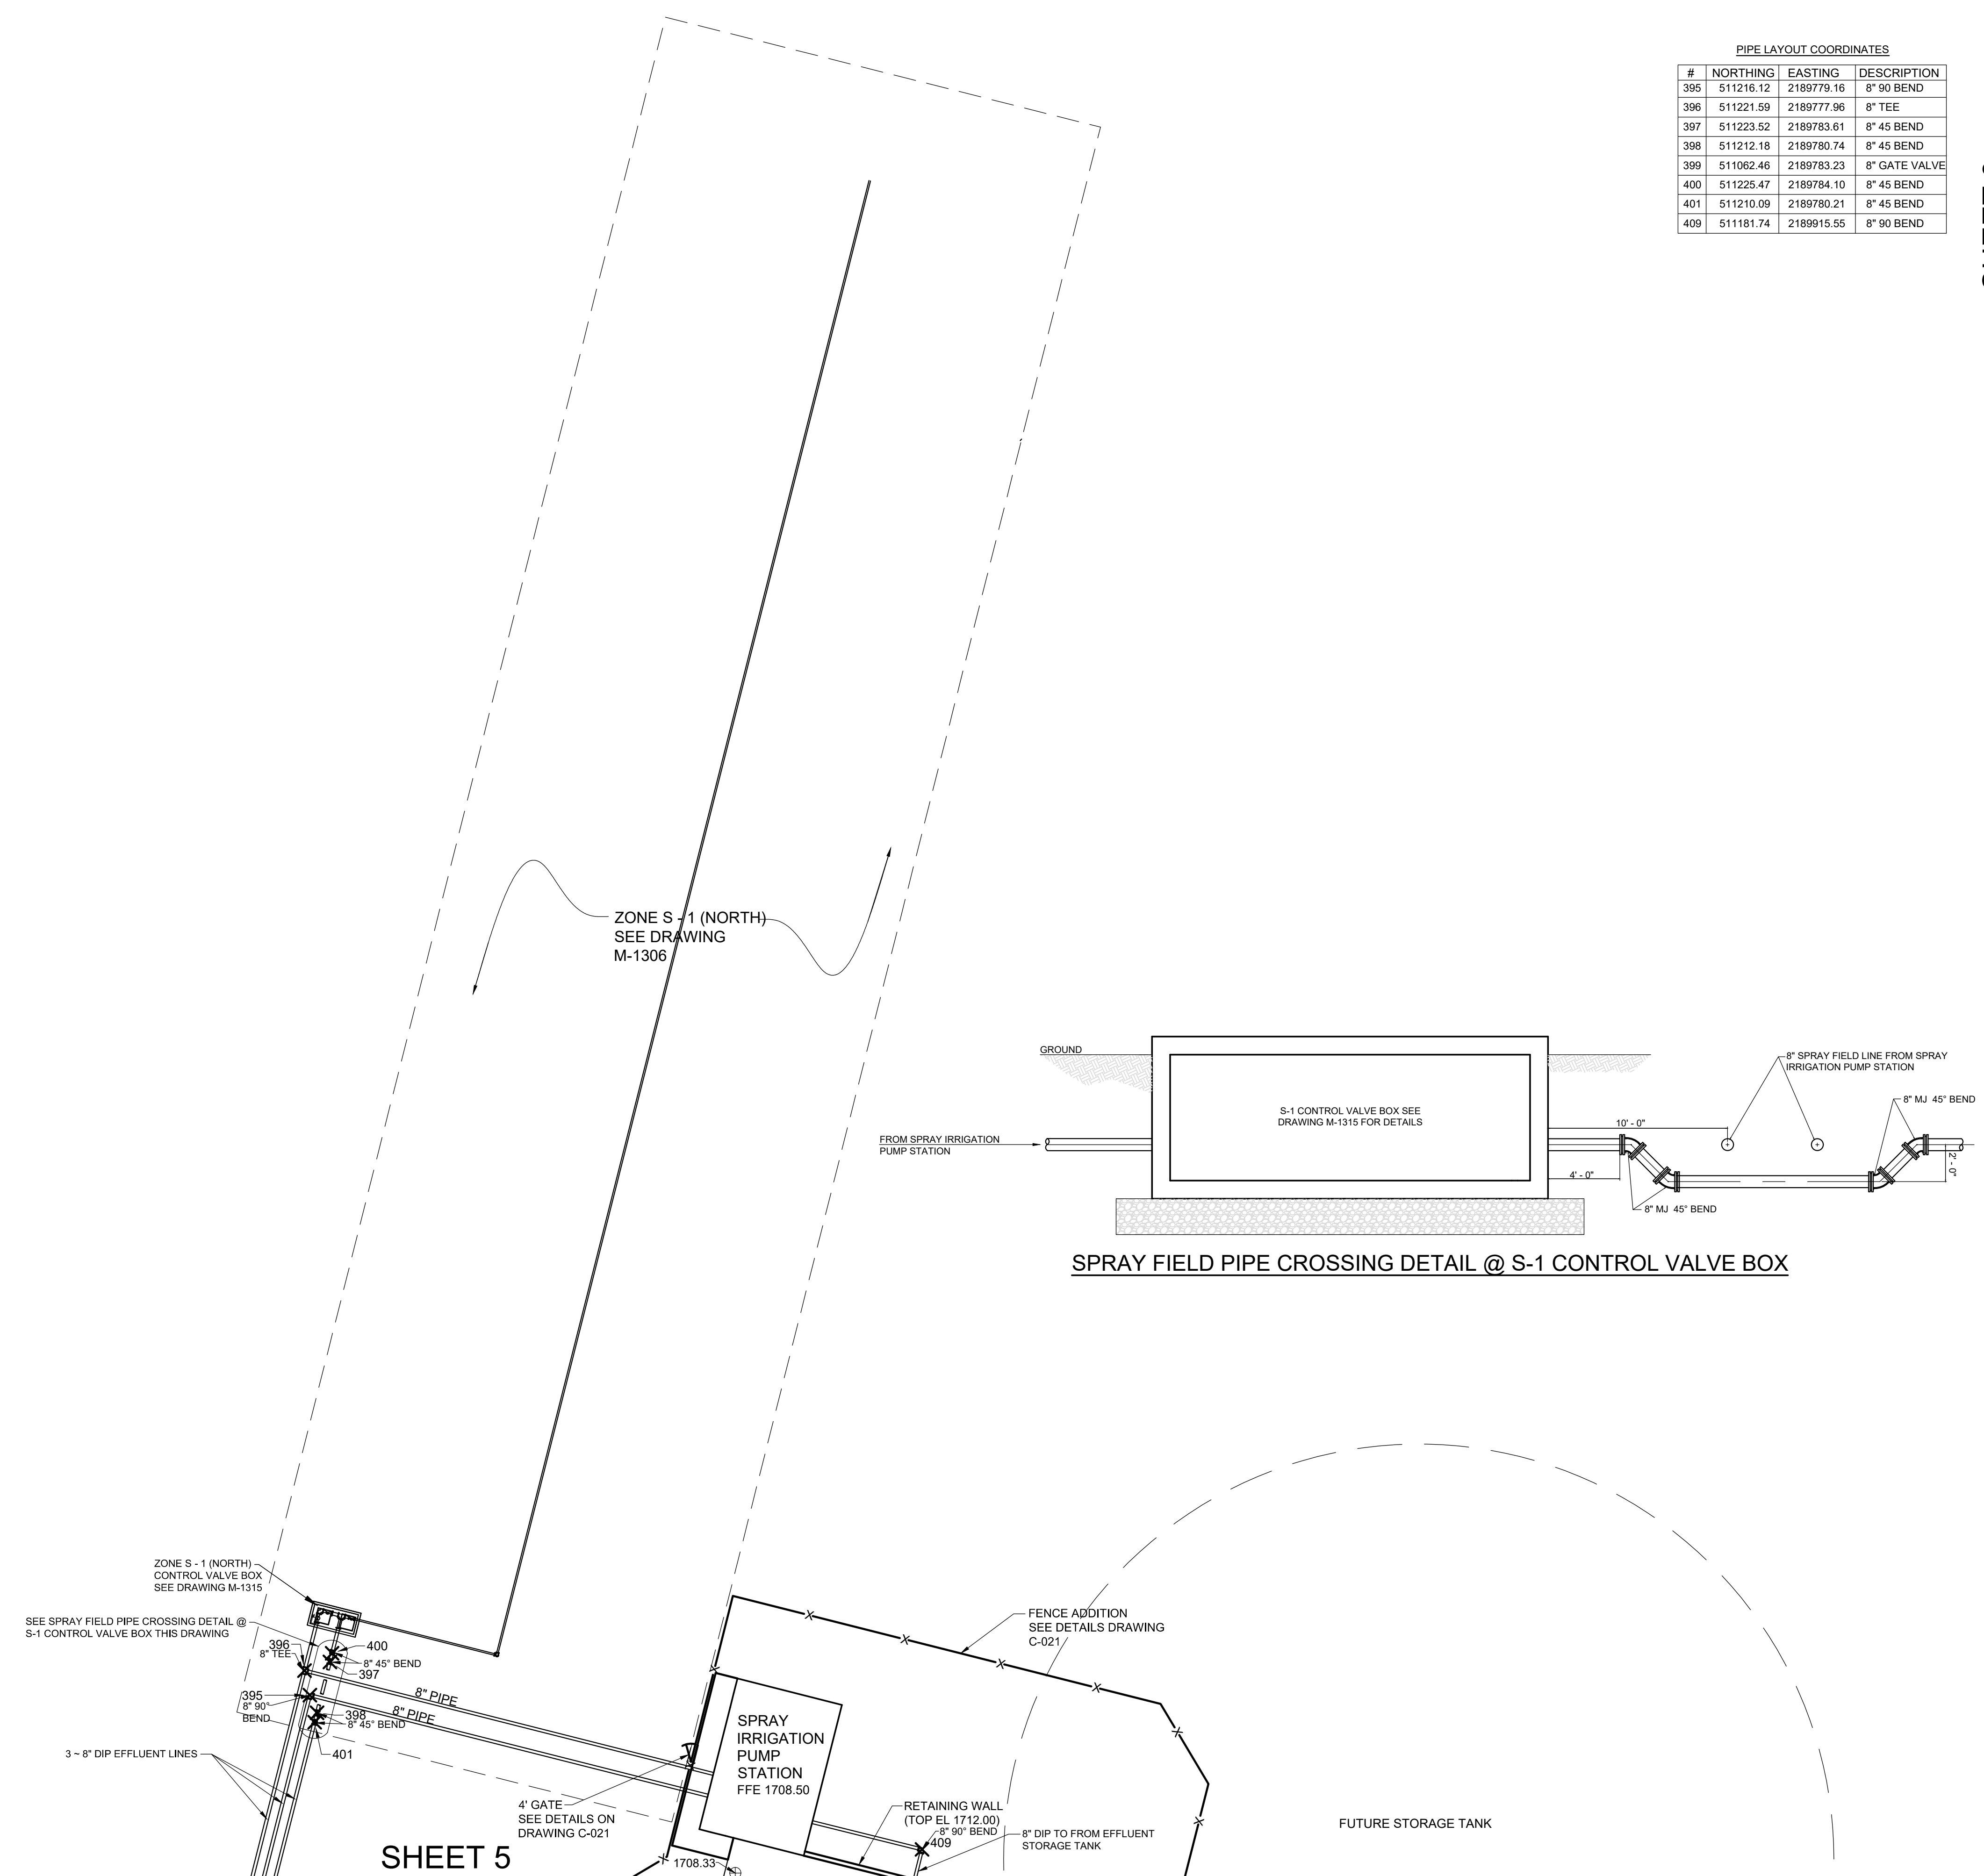 PIPE LAYOUT COORDINATES
# NORTHING EASTING DESCRIPTION
395 511216.12 2189779.16 8" 90 BEND
396 511221.59 2189777.96 8" TEE
397 511223.52 2189783.61 8" 45 BEND
398 511212.18 2189780.74 8" 45 BEND
399 511062.46 2189783.23 8" GATE VALVE
400 511225.47 2189784.10 8" 45 BEND
401 511210.09 2189780.21 8" 45 BEND
409 511181.74 2189915.55 8" 90 BEND
ZONE S - 1 (NORTH)
SEE DRAWING
M-1306
GROUND
S-1 CONTROL VALVE BOX SEE
DRAWING M-1315 FOR DETAILS
FROM SPRAY IRRIGATION
PUMP STATION
8" SPRAY FIELD LINE FROM SPRAY
IRRIGATION PUMP STATION
8" MJ 45° BEND
10' - 0"
4' - 0"
2' - 0"
8" MJ 45° BEND
SPRAY FIELD PIPE CROSSING DETAIL @ S-1 CONTROL VALVE BOX
ZONE S - 1 (NORTH)
CONTROL VALVE BOX
SEE DRAWING M-1315
SEE SPRAY FIELD PIPE CROSSING DETAIL @
S-1 CONTROL VALVE BOX THIS DRAWING
396
8" TEE
400
8" 45° BEND
397
395
8" 90°
BEND
398
8" 45° BEND
401
8" PIPE
8" PIPE
3 ~ 8" DIP EFFLUENT LINES
FENCE ADDITION
SEE DETAILS DRAWING
C-021
SPRAY
IRRIGATION
PUMP
STATION
FFE 1708.50
4' GATE
SEE DETAILS ON
DRAWING C-021
RETAINING WALL
(TOP EL 1712.00)
8" 90° BEND
409
8" DIP TO FROM EFFLUENT
STORAGE TANK
FUTURE STORAGE TANK
SHEET 5
1708.33